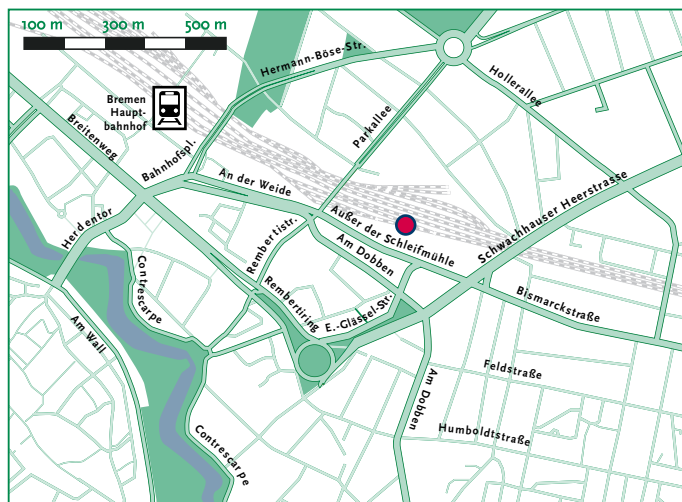 100 m 300 m 500 m
Hermann-Böse-Str.
Hollerallee
Bremen
Haupt-
bahnhof
Breitenweg
Parkallee
Bahnhofspl.
An der Weide
Schwachhauser Heerstrasse
Herdentor
Rembertistr.
Außer der Schleifmühle
Am Dobben
Contrescarpe
Rembertiring
E.-Glässel-Str.
Bismarckstraße
Am Wall
Feldstraße
Am Dobben
Humboldtstraße
Contrescarpe